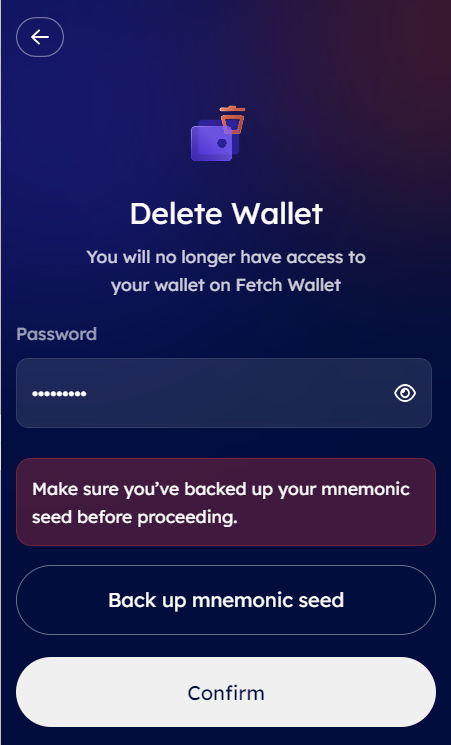 Delete Wallet
You will no longer have access to
your wallet on Fetch Wallet
Password
•••••••••
Make sure you’ve backed up your mnemonic
seed before proceeding.
Back up mnemonic seed
Confirm